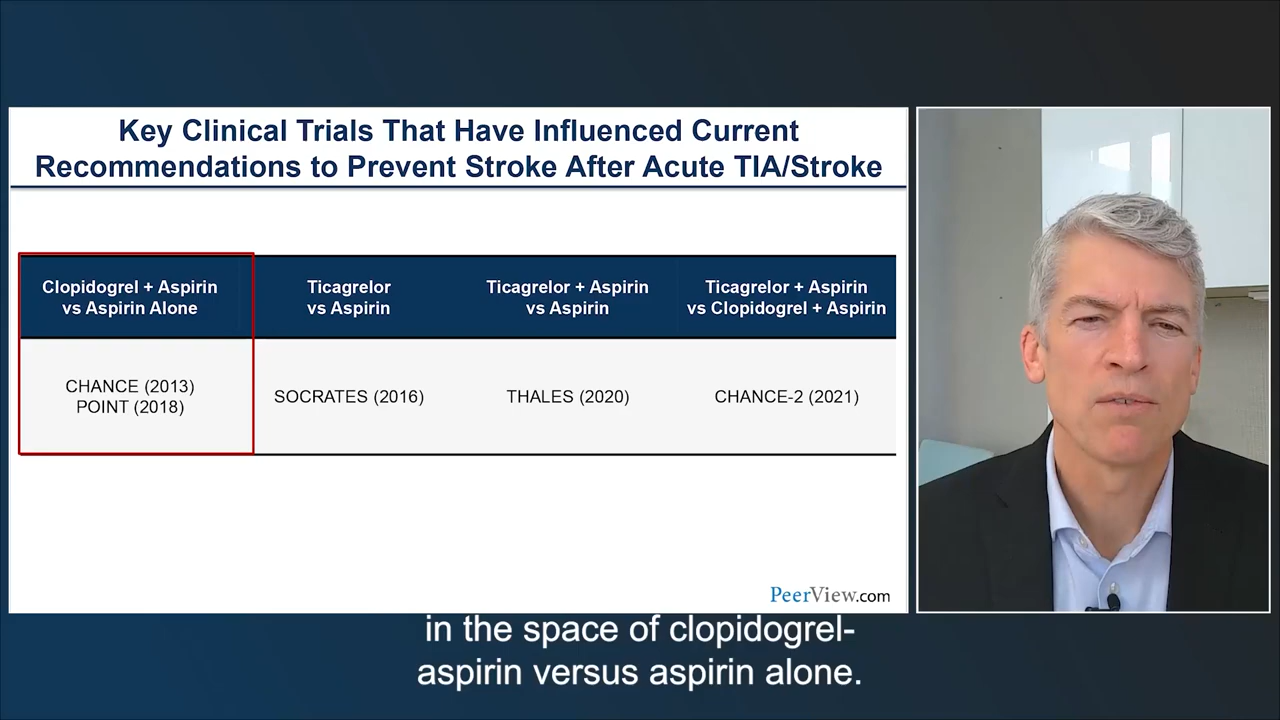 Key Clinical Trials That Have Influenced Current
Recommendations to Prevent Stroke After Acute TIA/Stroke
Clopidogrel + Aspirin
vs Aspirin Alone
Ticagrelor
vs Aspirin
Ticagrelor + Aspirin
vs Aspirin
Ticagrelor + Aspirin
vs Clopidogrel + Aspirin
CHANCE (2013)
POINT (2018)
SOCRATES (2016)
THALES (2020)
CHANCE-2 (2021)
PeerView.com
in the space of clopidogrel-
aspirin versus aspirin alone.